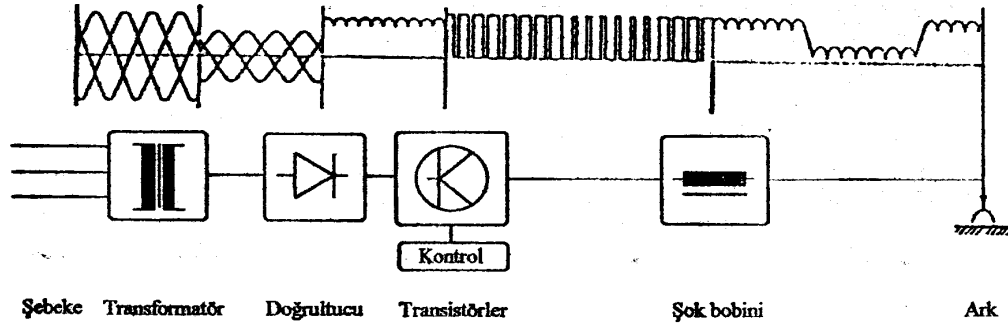 Kontrol
Şebeke Transformatör Doğrultucu Transistörler Şok bobini Ark